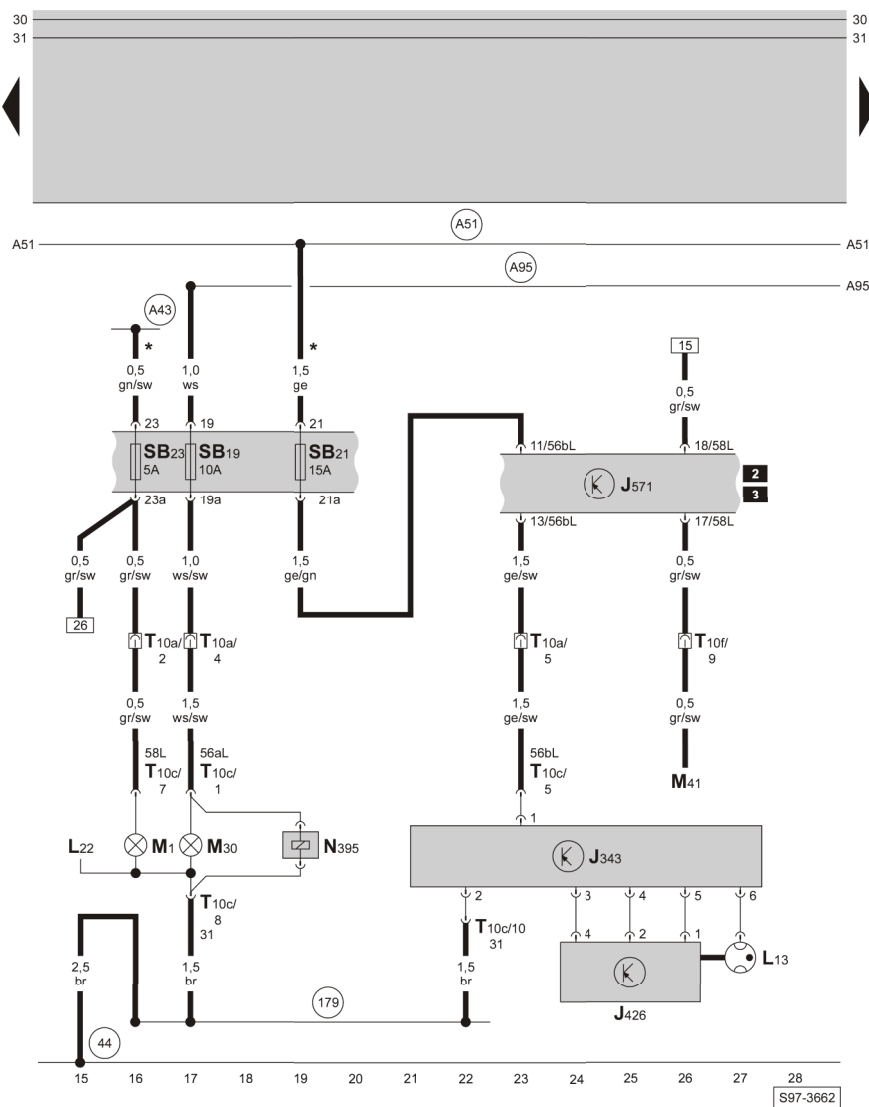 30 30
31 31
A51
A51 A51
A95
A95
A43
* *
15
0,5 1,0 1,5
gn/sw ws ge
0,5
gr/sw
23 19 21
11/56bL 18/58L
SB23 SB19 SB21
5A 10A 15A
J571
2
3
23a 19a 21a
13/56bL 17/58L
0,5 0,5 1,0 1,5 1,5 0,5
gr/sw gr/sw ws/sw ge/gn ge/sw gr/sw
26
T10a/ T10a/ T10a/ T10f/
2 4 5 9
0,5 1,5 1,5 0,5
gr/sw ws/sw ge/sw gr/sw
58L 56aL 56bL
T10c/ T10c/ T10c/
7 1 5
M41
1
L22 M1 M30 N395
J343
2 3 4 5 6
T10c/
8
31
T10c/10
31
4 2 1
L13
2,5 1,5 1,5
br br br
J426
179
44
15 16 17 18 19 20 21 22 23 24 25 26 27 28
S97-3662